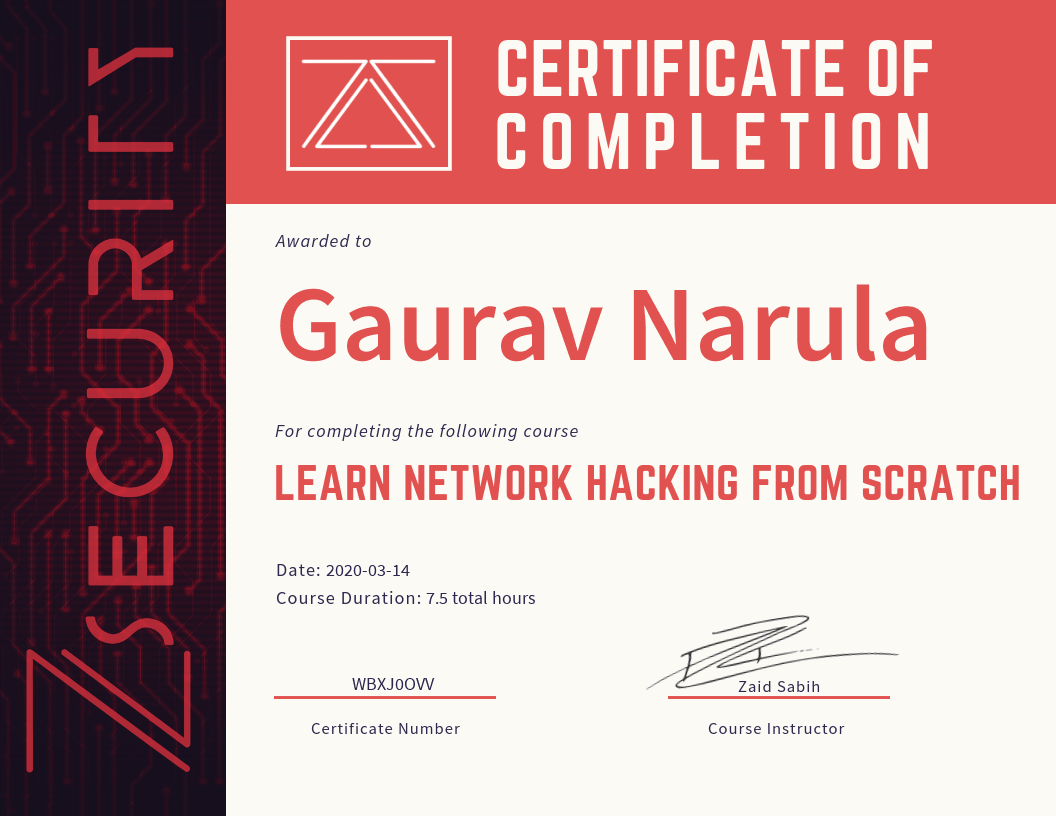 ZSECURITY
CERTIFICATE OF
COMPLETION
Awarded to
Gaurav Narula
For completing the following course
LEARN NETWORK HACKING FROM SCRATCH
Date: 2020-03-14
Course Duration: 7.5 total hours
WBXJ0OVV
Certificate Number
Zaid Sabih
Course Instructor